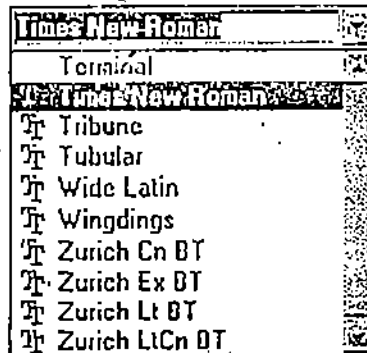 Times New Roman
Terminal
Times New Roman
Tribune
Tubular
Wide Latin
Wingdings
Zurich Cn BT
Zurich Ex BT
Zurich Lt BT
Zurich LtCn BT